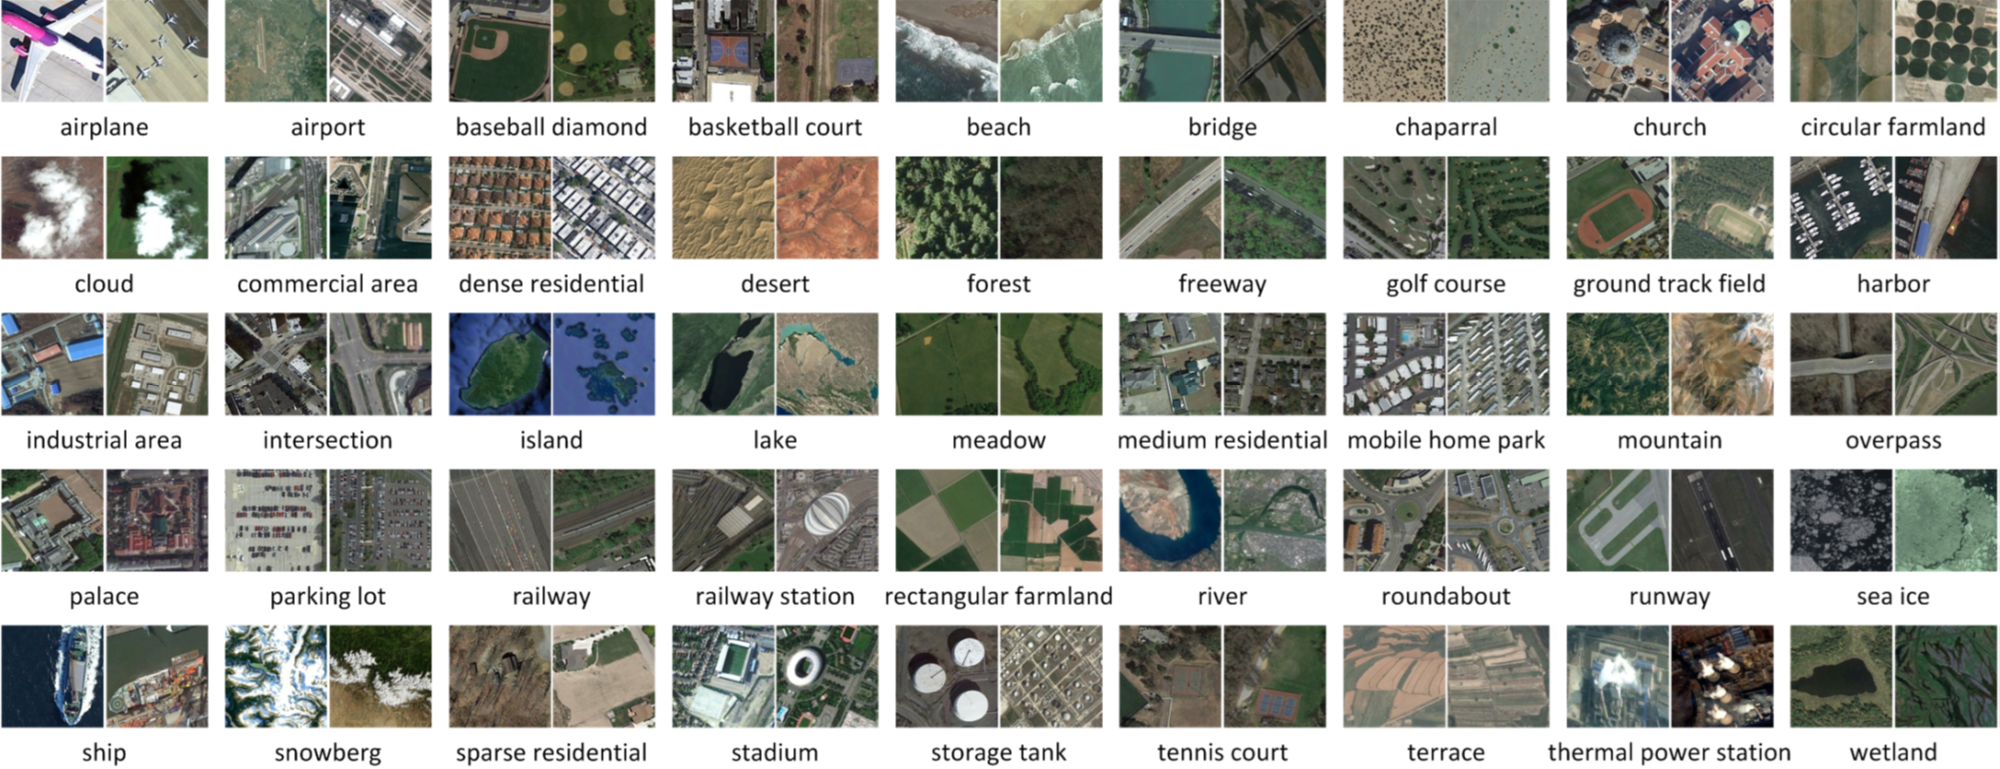 airplane
airport
baseball diamond
basketball court
beach
bridge
chaparral
church
circular farmland
cloud
commercial area
dense residential
desert
forest
freeway
golf course
ground track field
harbor
industrial area
intersection
island
lake
meadow
medium residential
mobile home park
mountain
overpass
palace
parking lot
railway
railway station
rectangular farmland
river
roundabout
runway
sea ice
ship
snowberg
sparse residential
stadium
storage tank
tennis court
terrace
thermal power station
wetland